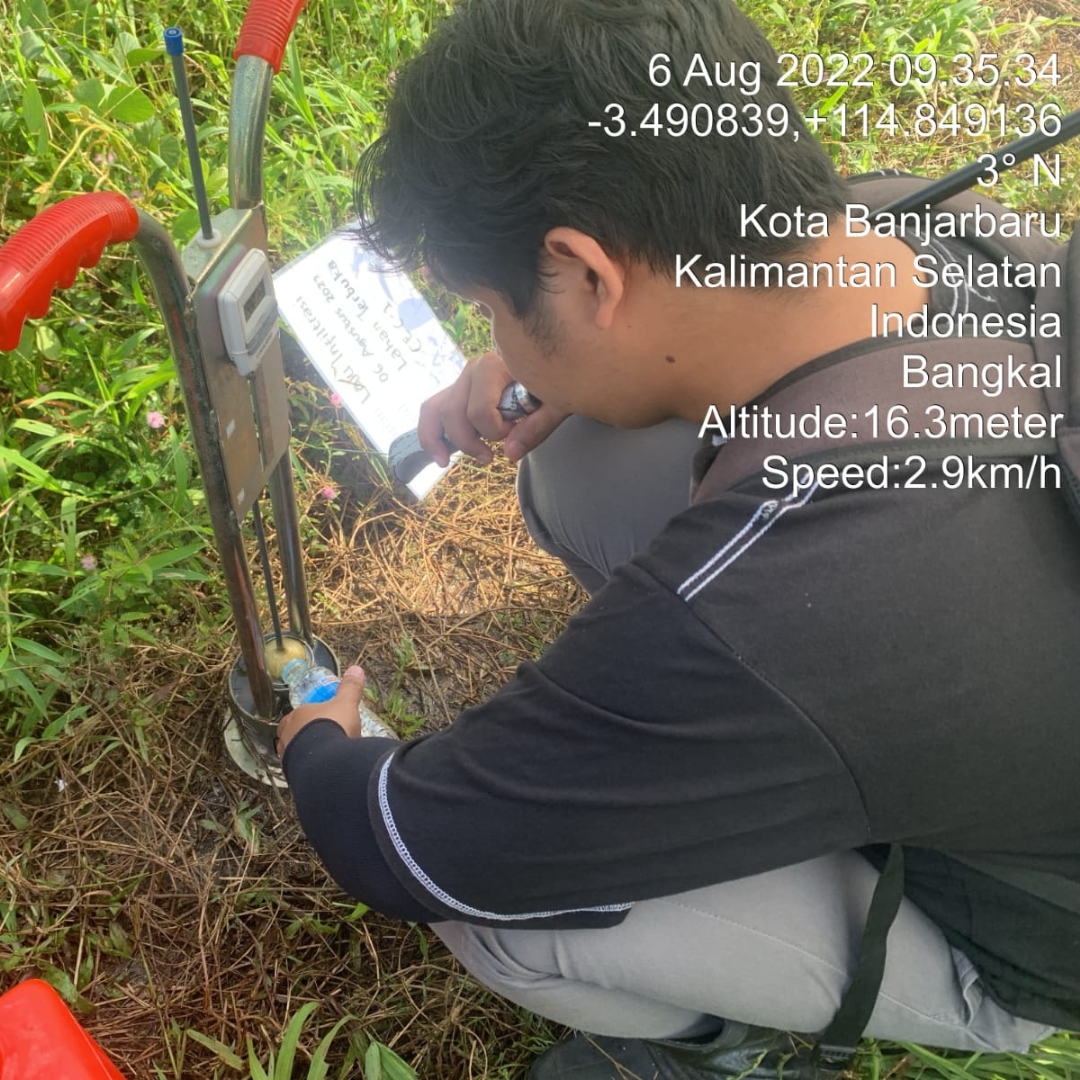 6 Aug 2022 09.35.34
-3.490839,+114.849136
3° N
Kota Banjarbaru
Kalimantan Selatan
Indonesia
Bangkal
Altitude:16.3meter
Speed:2.9km/h
Laju Infiltrasi
06 Agustus 2022
Lahan Terbuka